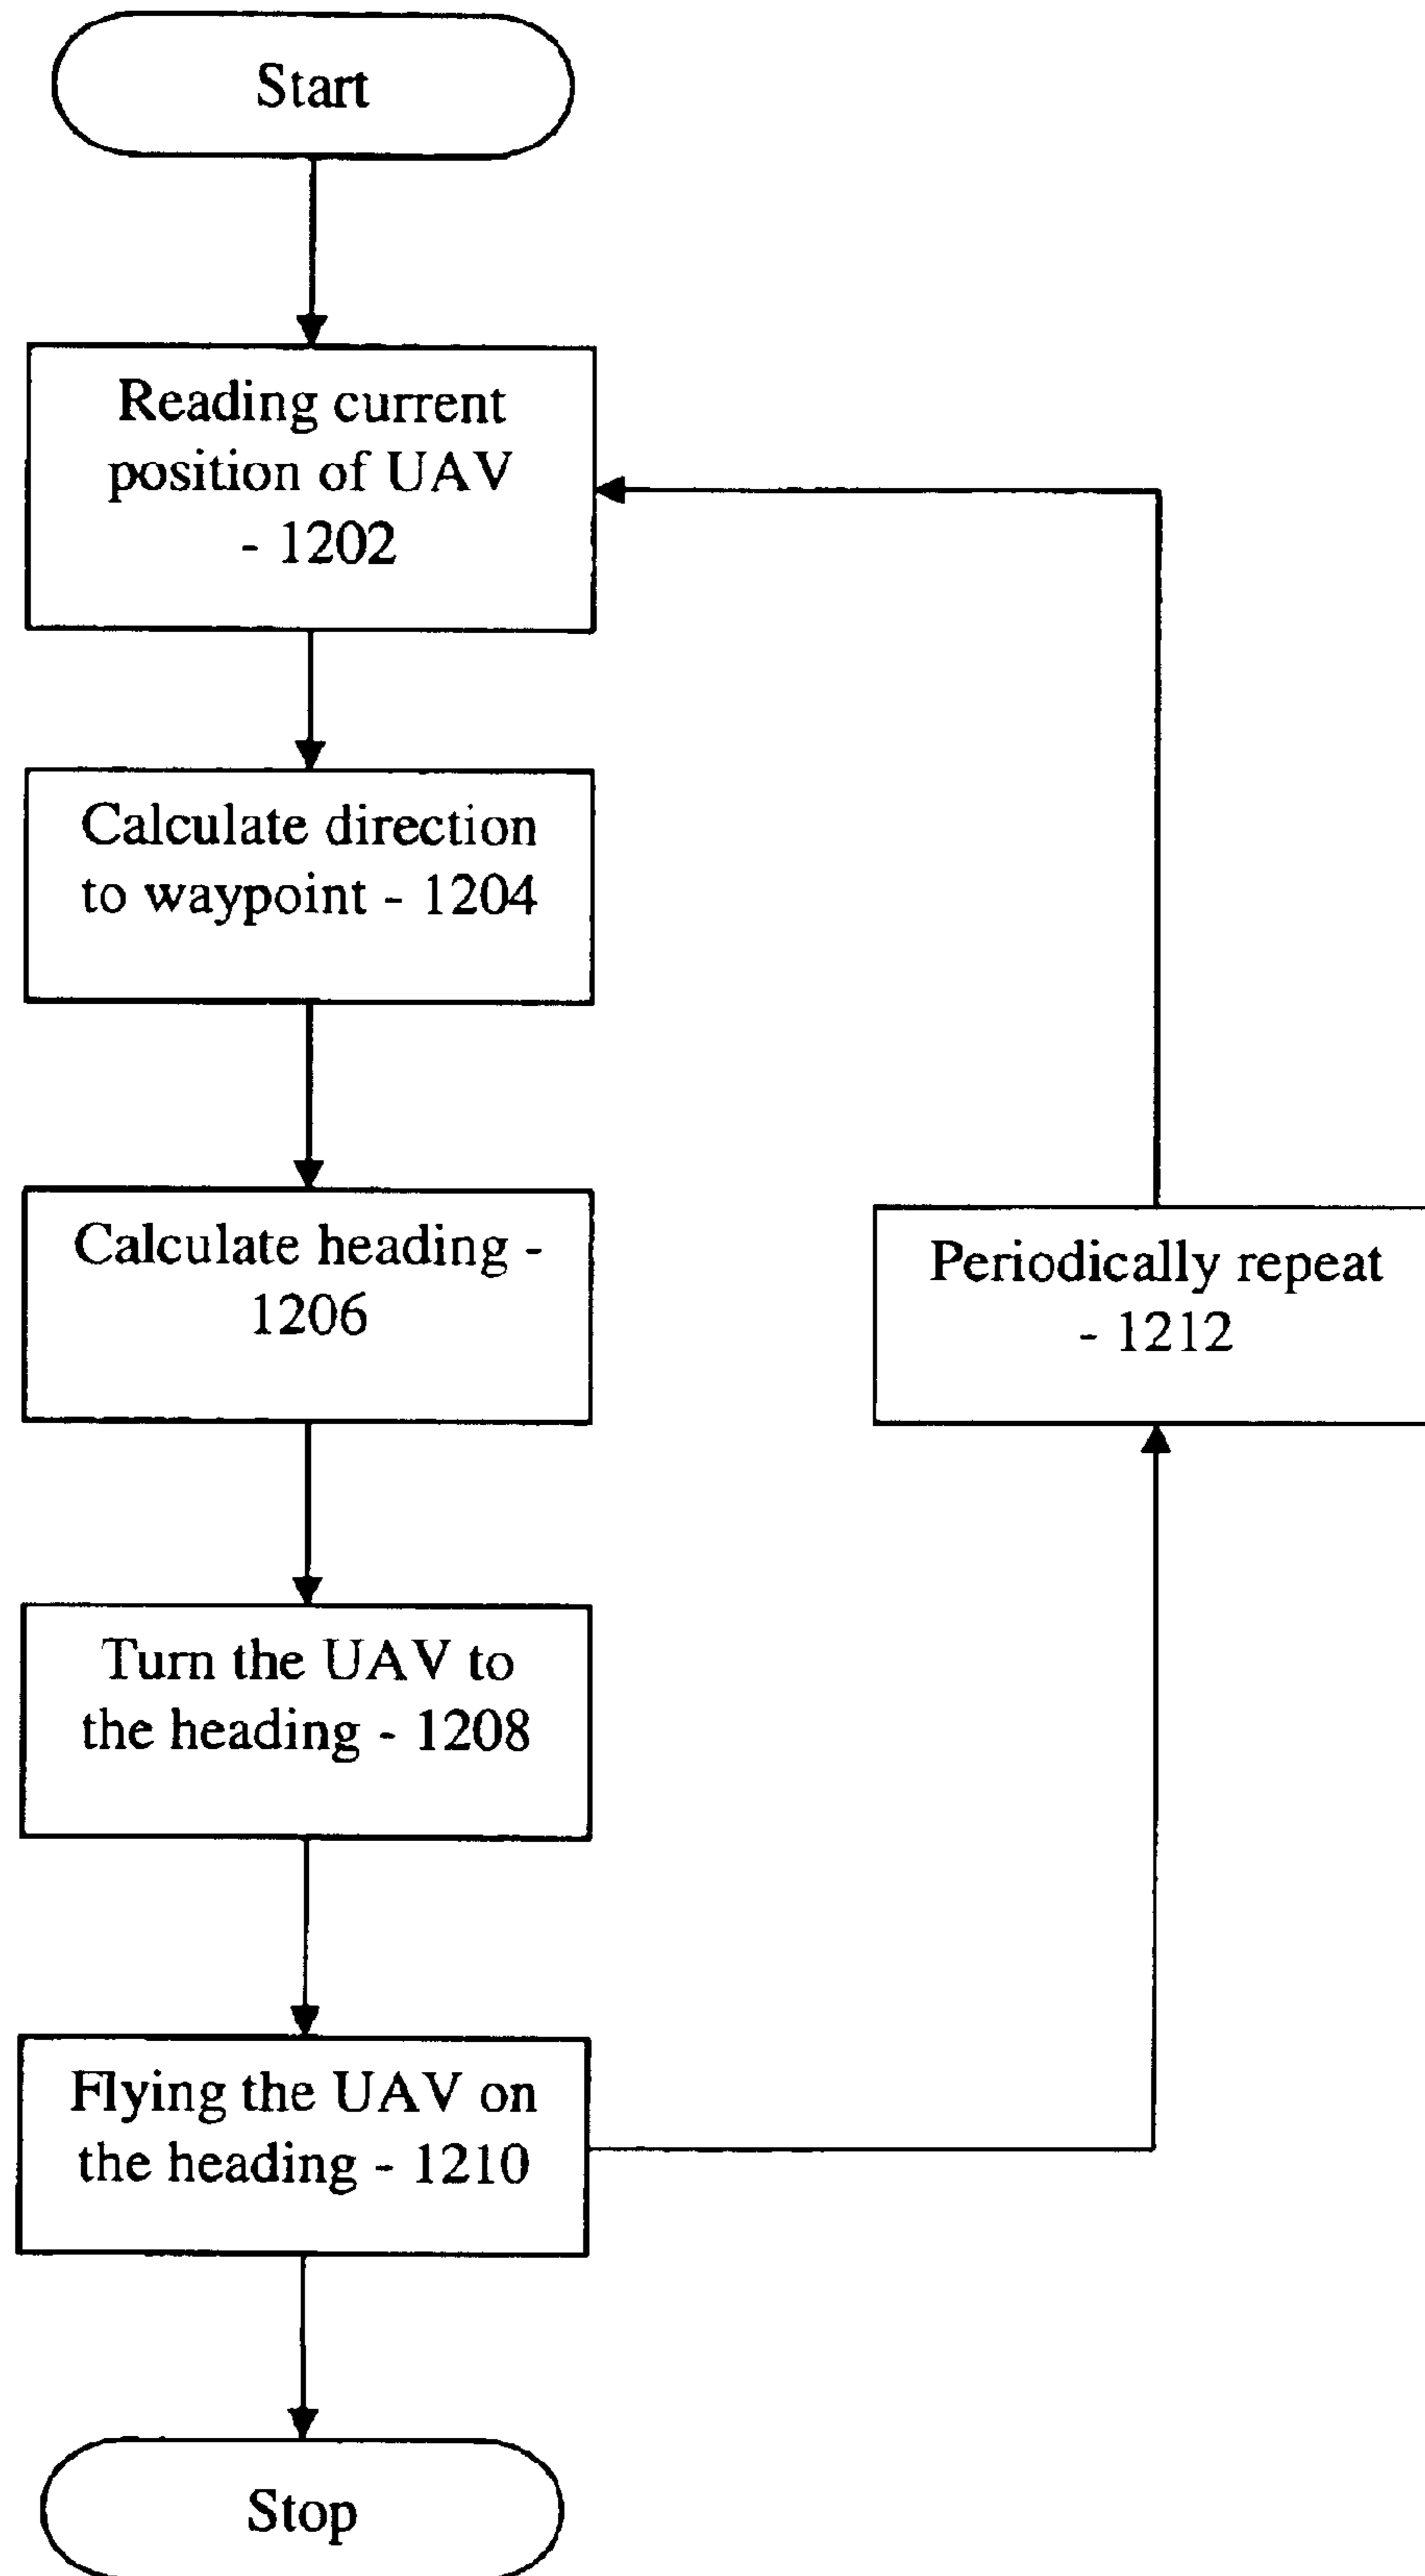 Start
Reading current
position of UAV
- 1202
Calculate direction
to waypoint - 1204
Calculate heading -
1206
Periodically repeat
- 1212
Turn the UAV to
the heading - 1208
Flying the UAV on
the heading - 1210
Stop